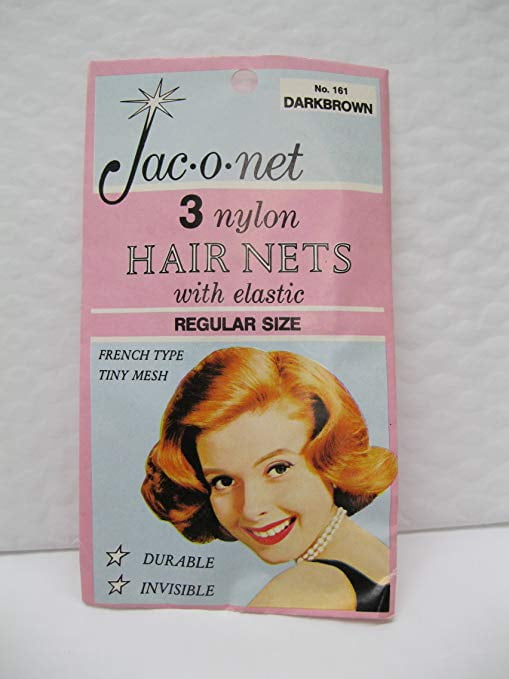 No. 161
DARKBROWN
Jac·o·net
3 nylon
HAIR NETS
with elastic
REGULAR SIZE
FRENCH TYPE
TINY MESH
DURABLE
INVISIBLE